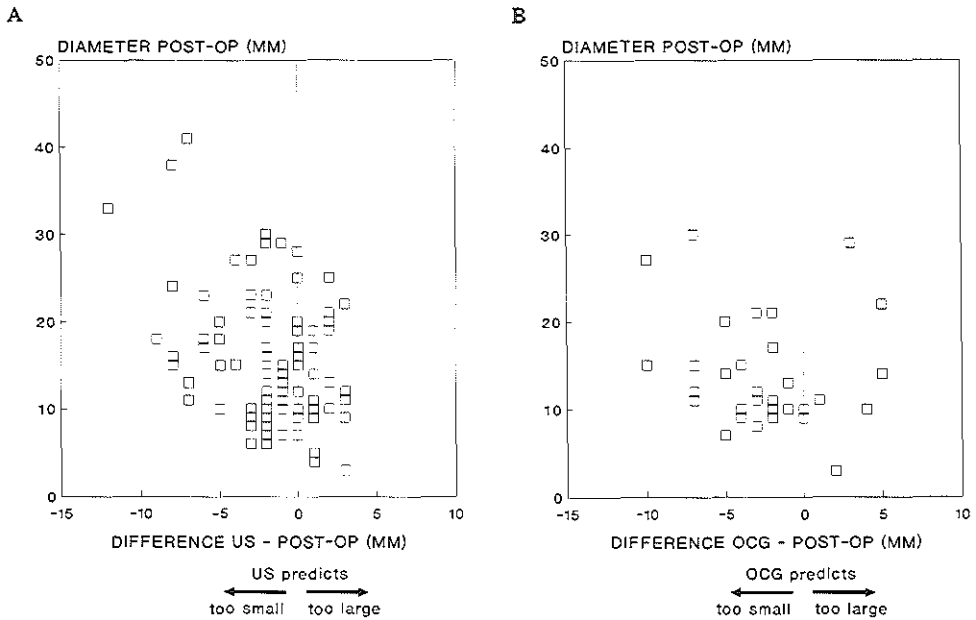 A
DIAMETER POST-OP (MM)
50
40
30
20
10
0
-15 -10 -5 0 5 10
DIFFERENCE US - POST-OP (MM)
US predicts
too small too large
B
DIAMETER POST-OP (MM)
50
40
30
20
10
0
-15 -10 -5 0 5 10
DIFFERENCE OCG - POST-OP (MM)
OCG predicts
too small too large